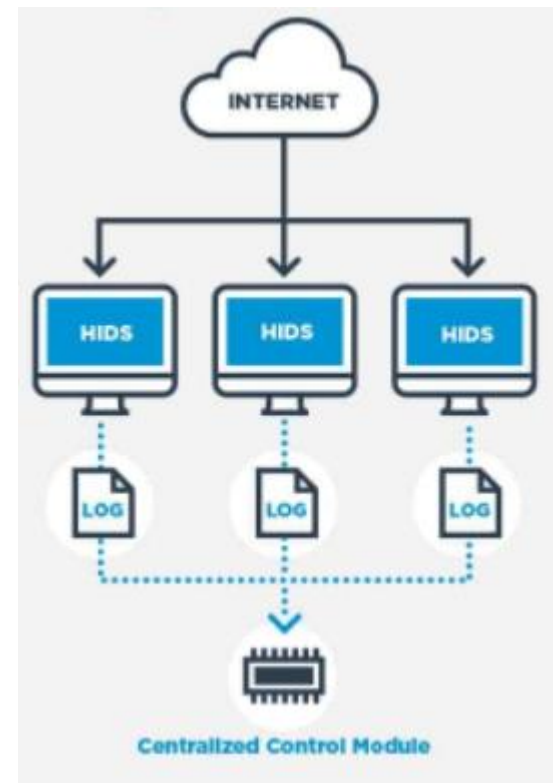 INTERNET
HIDS
HIDS
HIDS
LOG
LOG
LOG
Centralized Control Module